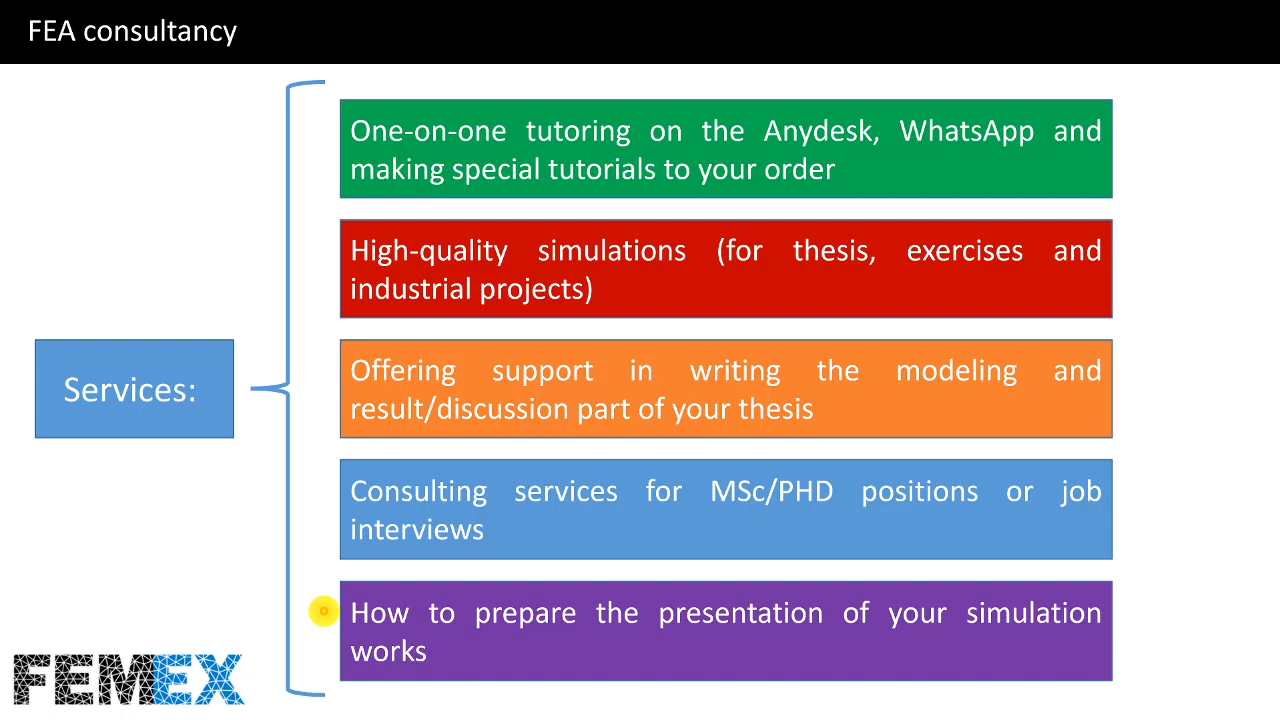 FEA consultancy
One-on-one tutoring on the Anydesk, WhatsApp and
making special tutorials to your order
High-quality simulations (for thesis, exercises and
industrial projects)
Services:
Offering support in writing the modeling and
result/discussion part of your thesis
Consulting services for MSc/PHD positions or job
interviews
How to prepare the presentation of your simulation
works
FEMEX